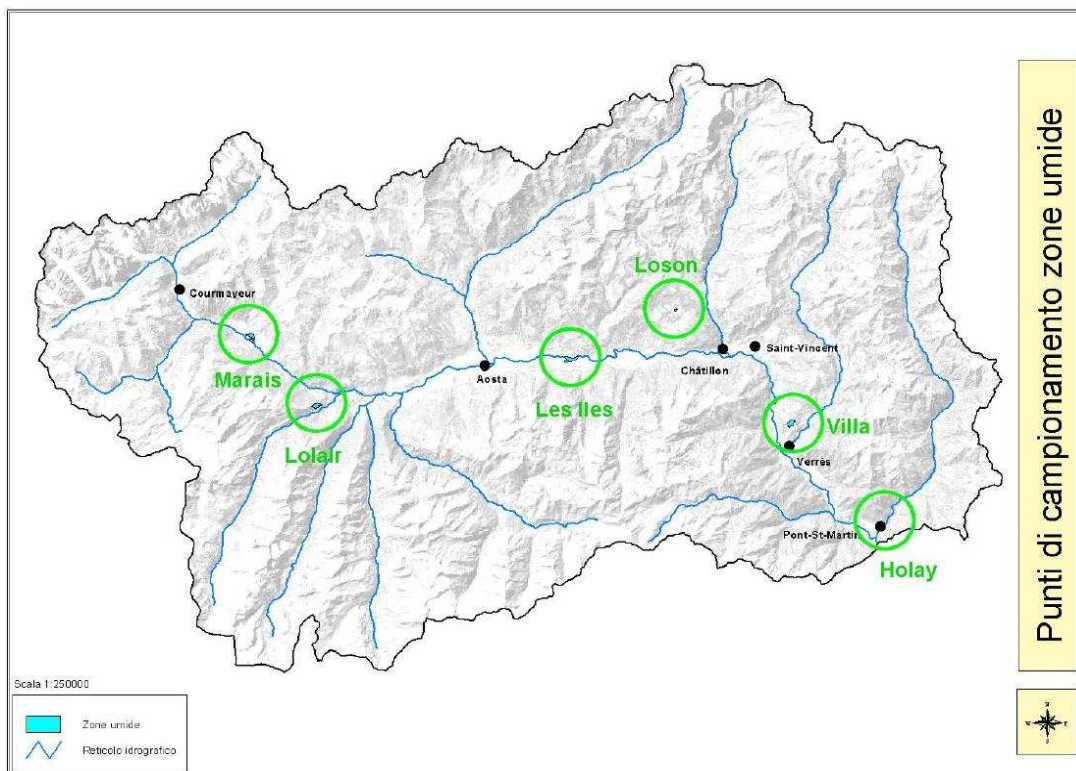 Punti di campionamento zone umide
Loson
Courmayeur
Saint-Vincent
Châtillon
Marais
Aosta
Les Iles
Lolair
Villa
Verrès
Pont-St-Martin
Holay
Scala 1:250000
Zone umide
Reticolo idrografico
N
W
E
S